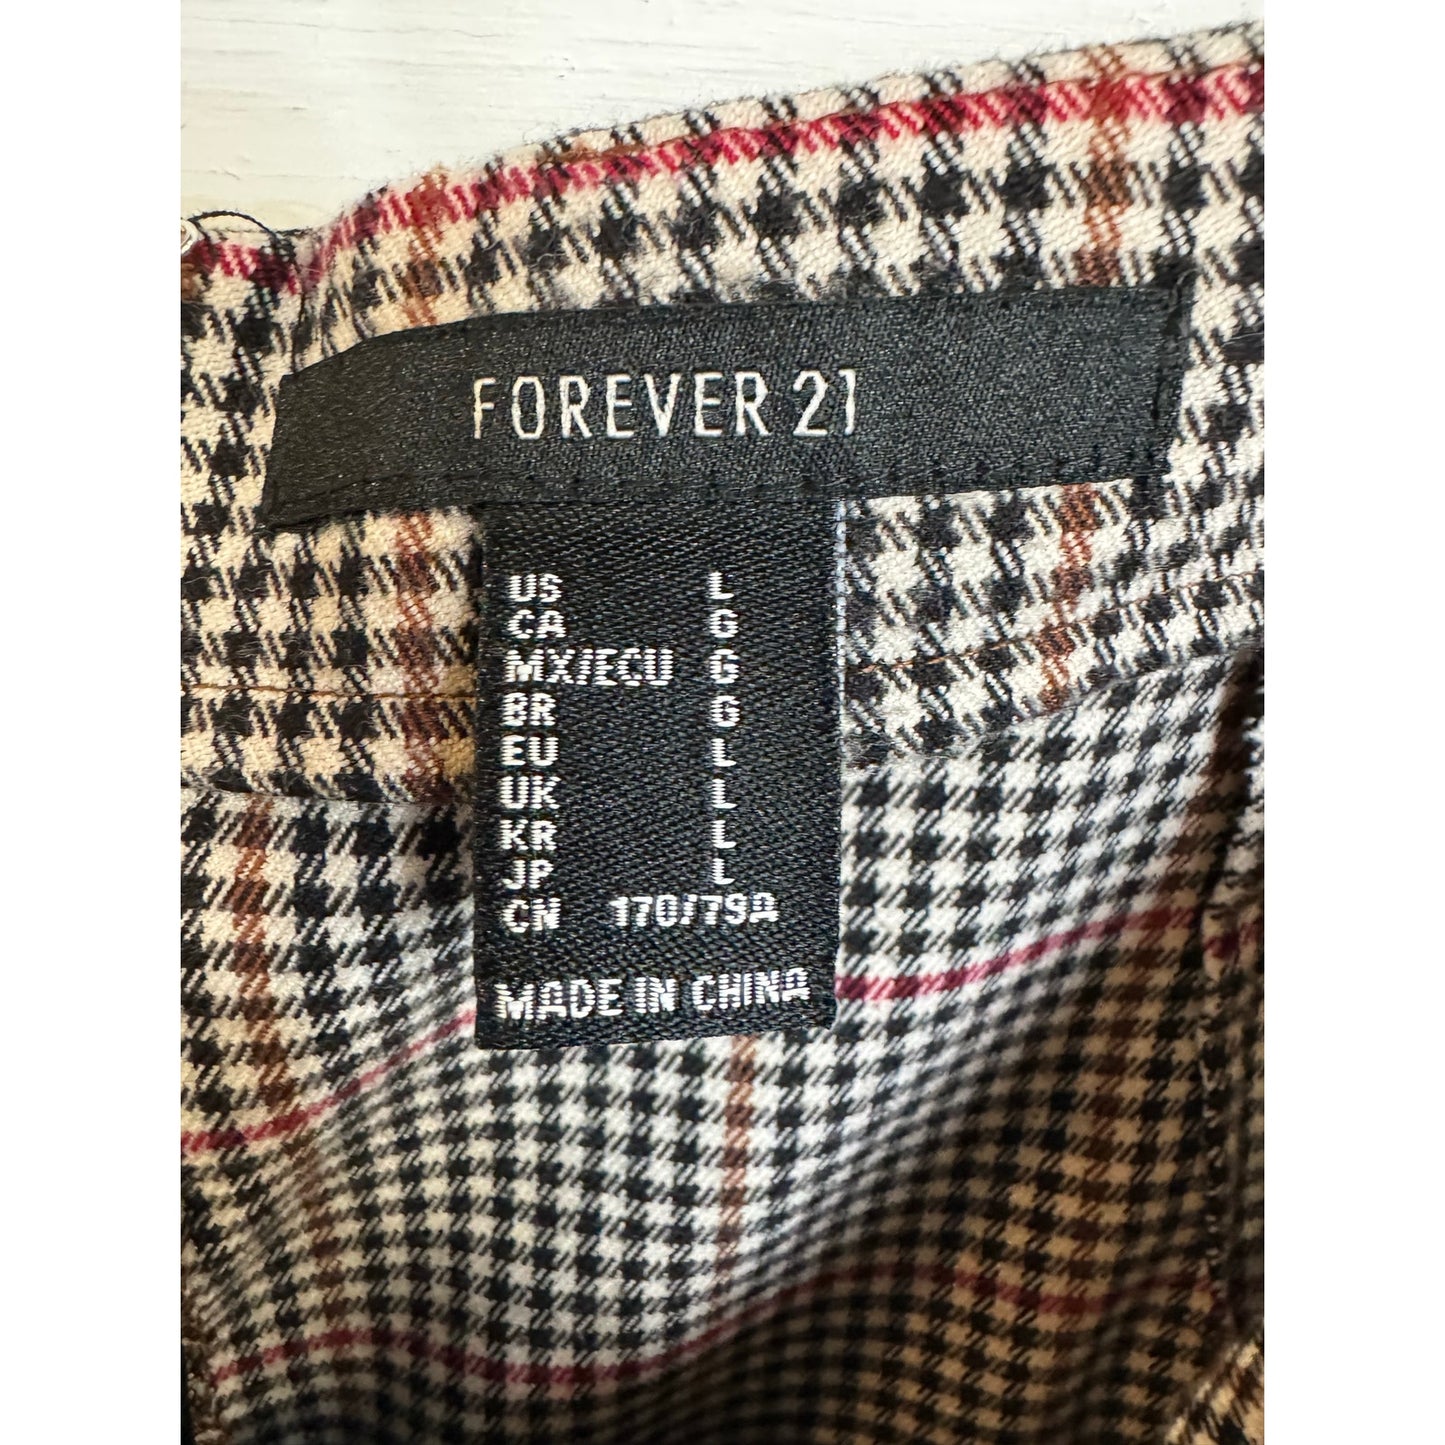 FOREVER 21
US L
CA G
MX/ECU G
BR G
EU L
UK L
KR L
JP L
CN 170/79A
MADE IN CHINA